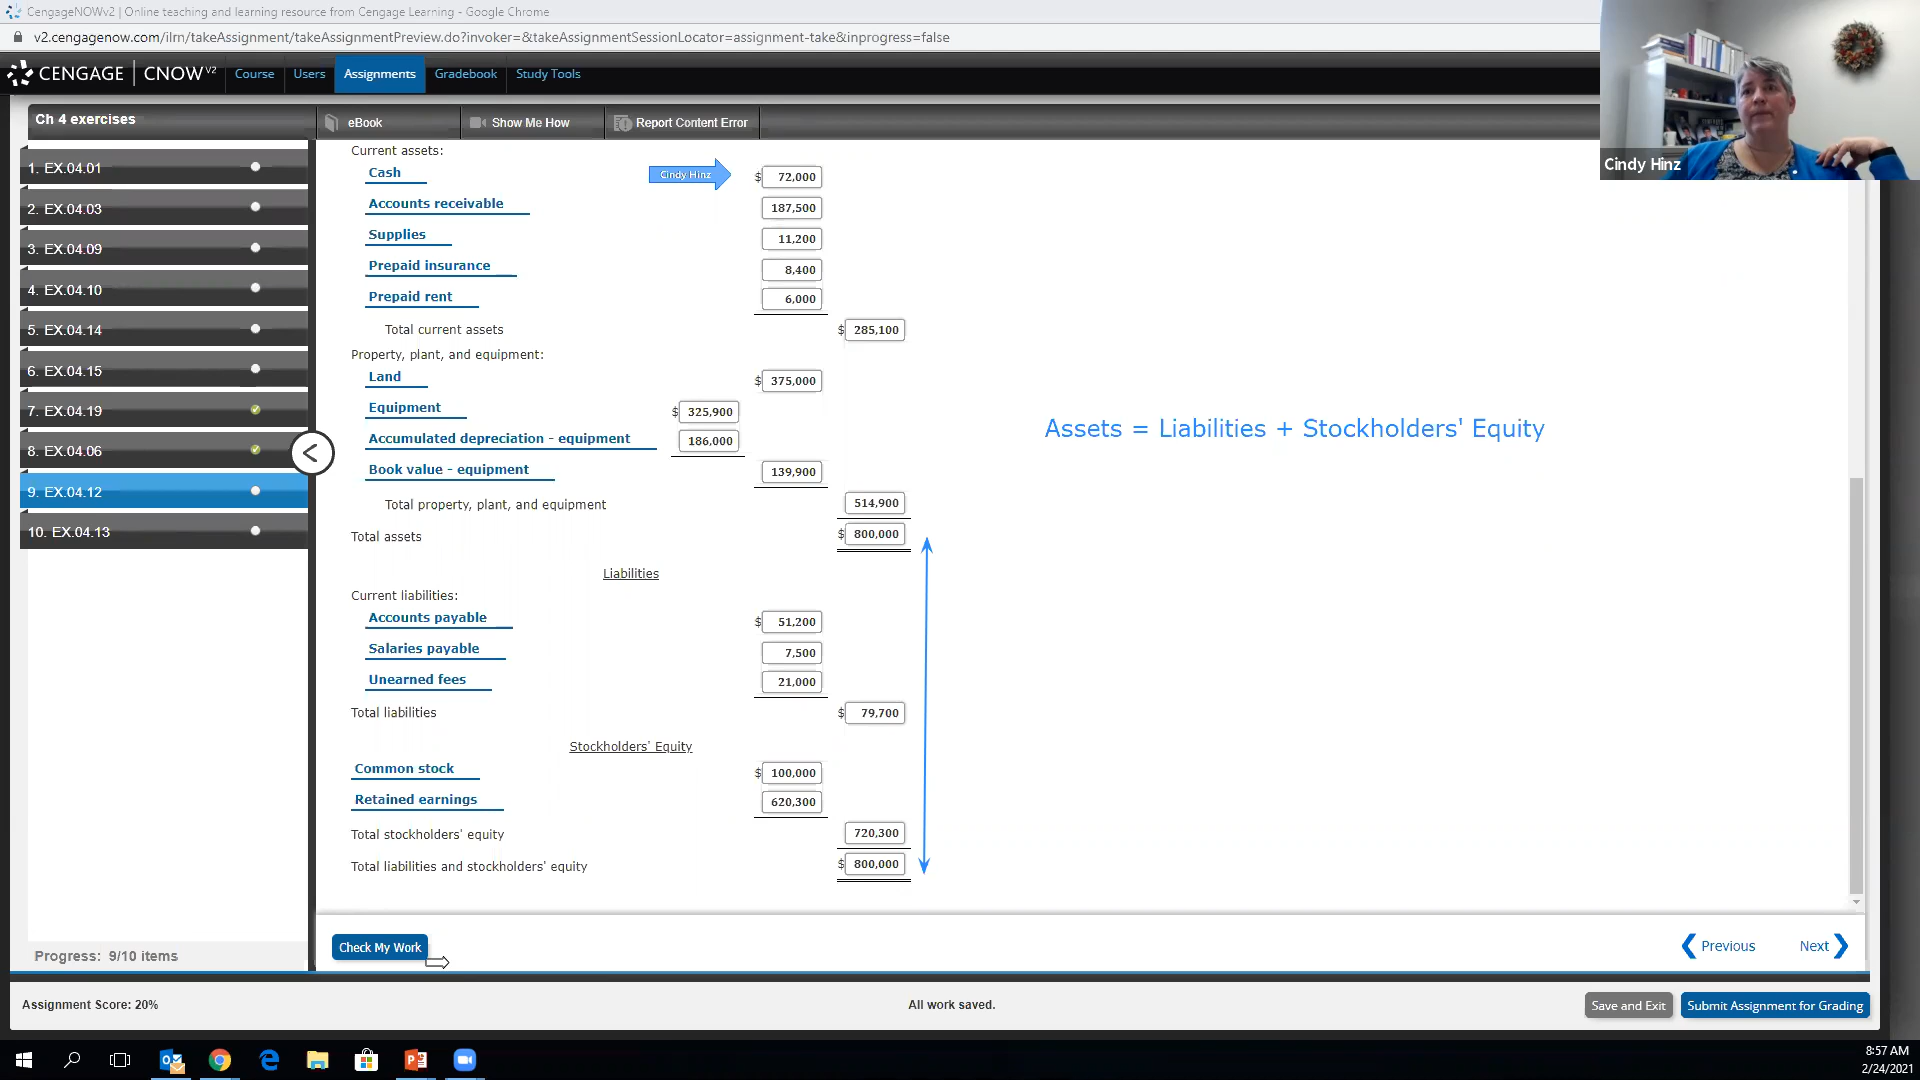 CengageNOWv2 | Online teaching and learning resource from Cengage Learning - Google Chrome
v2.cengagenow.com/ilrn/takeAssignment/takeAssignmentPreview.do?invoker=&takeAssignmentSessionLocator=assignment-take&inprogress=false
CENGAGE | CNOWv2 Course Users Assignments Gradebook Study Tools
Cindy Hinz
Ch 4 exercises
eBook Show Me How Report Content Error
1. EX.04.01
2. EX.04.03
3. EX.04.09
4. EX.04.10
5. EX.04.14
6. EX.04.15
7. EX.04.19
8. EX.04.06
9. EX.04.12
10. EX.04.13
Progress: 9/10 items
Current assets:
Cash Cindy Hinz $ 72,000
Accounts receivable 187,500
Supplies 11,200
Prepaid insurance 8,400
Prepaid rent 6,000
Total current assets $ 285,100
Property, plant, and equipment:
Land $ 375,000
Equipment $ 325,900
Accumulated depreciation - equipment 186,000
Book value - equipment 139,900
Total property, plant, and equipment 514,900
Total assets $ 800,000
Liabilities
Current liabilities:
Accounts payable $ 51,200
Salaries payable 7,500
Unearned fees 21,000
Total liabilities $ 79,700
Stockholders' Equity
Common stock $ 100,000
Retained earnings 620,300
Total stockholders' equity 720,300
Total liabilities and stockholders' equity $ 800,000
Assets = Liabilities + Stockholders' Equity
Check My Work
Previous Next
Assignment Score: 20% All work saved. Save and Exit Submit Assignment for Grading
8:57 AM
2/24/2021